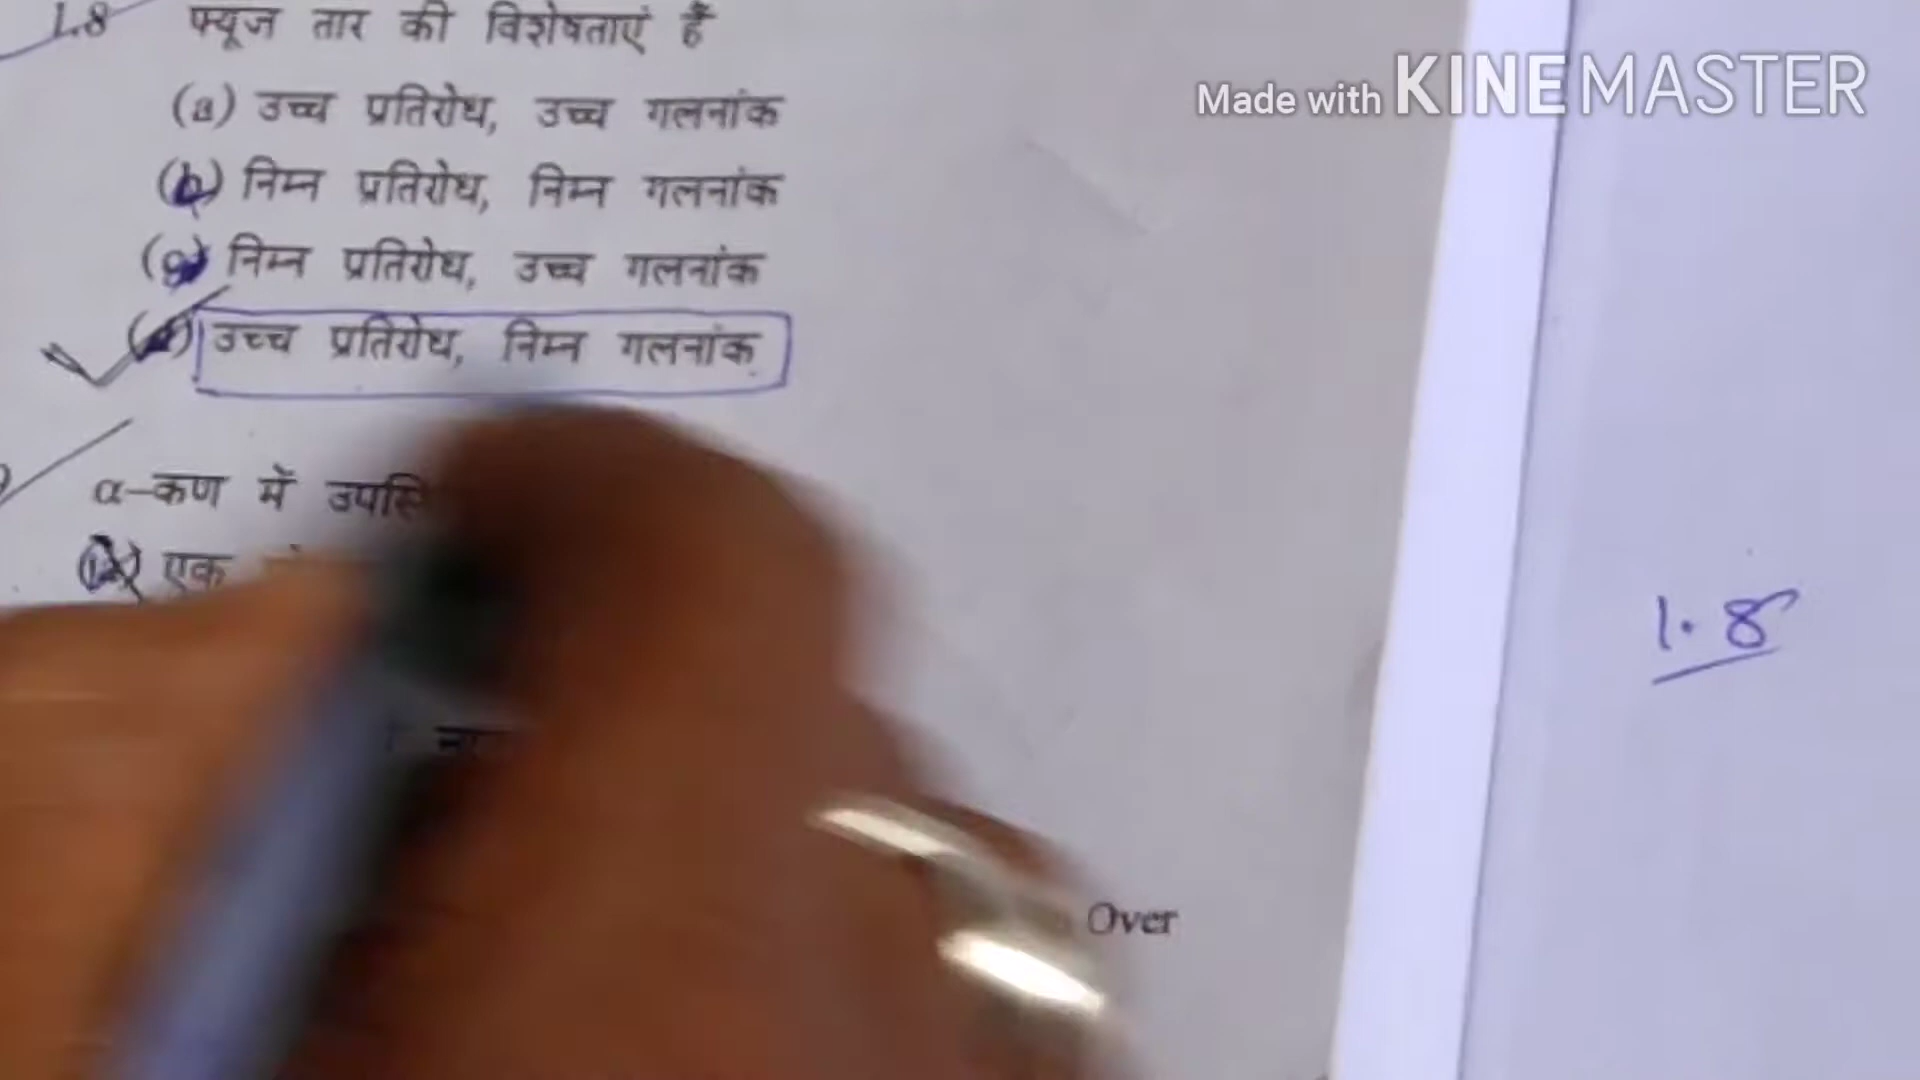 1.8 फ्यूज तार की विशेषताएं हैं
(a) उच्च प्रतिरोध, उच्च गलनांक
(b) निम्न प्रतिरोध, निम्न गलनांक
(c) निम्न प्रतिरोध, उच्च गलनांक
उच्च प्रतिरोध, निम्न गलनांक
α-कण में
एक
Over
Made with KINEMASTER
1.8